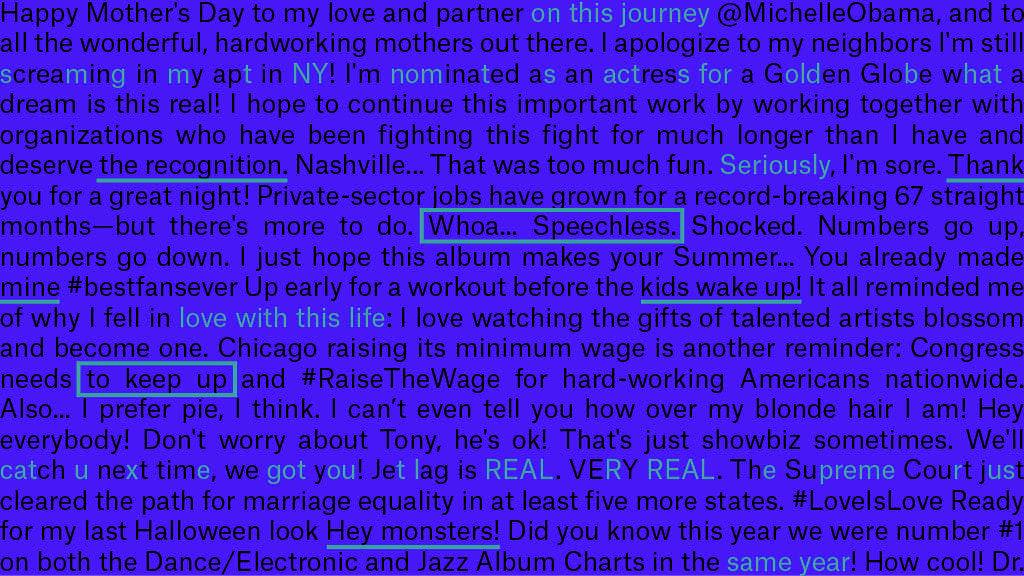 Happy Mother's Day to my love and partner on this journey @MichelleObama, and to
all the wonderful, hardworking mothers out there. I apologize to my neighbors I'm still
screaming in my apt in NY! I'm nominated as an actress for a Golden Globe what a
dream is this real! I hope to continue this important work by working together with
organizations who have been fighting this fight for much longer than I have and
deserve the recognition. Nashville... That was too much fun. Seriously, I'm sore. Thank
you for a great night! Private-sector jobs have grown for a record-breaking 67 straight
months—but there's more to do. Whoa... Speechless. Shocked. Numbers go up,
numbers go down. I just hope this album makes your Summer... You already made
mine #bestfansever Up early for a workout before the kids wake up! It all reminded me
of why I fell in love with this life: I love watching the gifts of talented artists blossom
and become one. Chicago raising its minimum wage is another reminder: Congress
needs to keep up and #RaiseTheWage for hard-working Americans nationwide.
Also... I prefer pie, I think. I can’t even tell you how over my blonde hair I am! Hey
everybody! Don't worry about Tony, he's ok! That's just showbiz sometimes. We'll
catch u next time, we got you! Jet lag is REAL. VERY REAL. The Supreme Court just
cleared the path for marriage equality in at least five more states. #LoveIsLove Ready
for my last Halloween look Hey monsters! Did you know this year we were number #1
on both the Dance/Electronic and Jazz Album Charts in the same year! How cool! Dr.